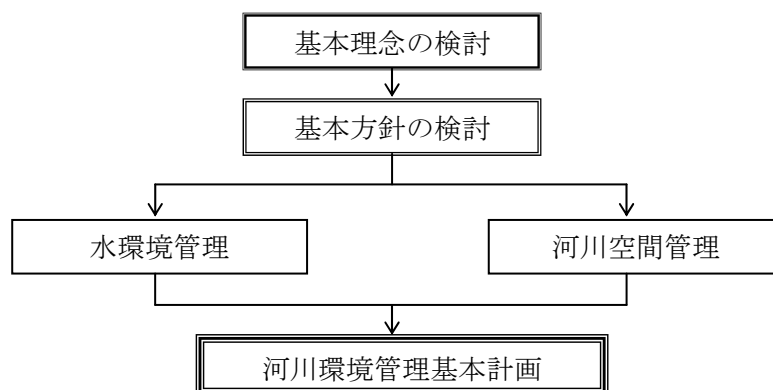 基本理念の検討
基本方針の検討
水環境管理
河川空間管理
河川環境管理基本計画